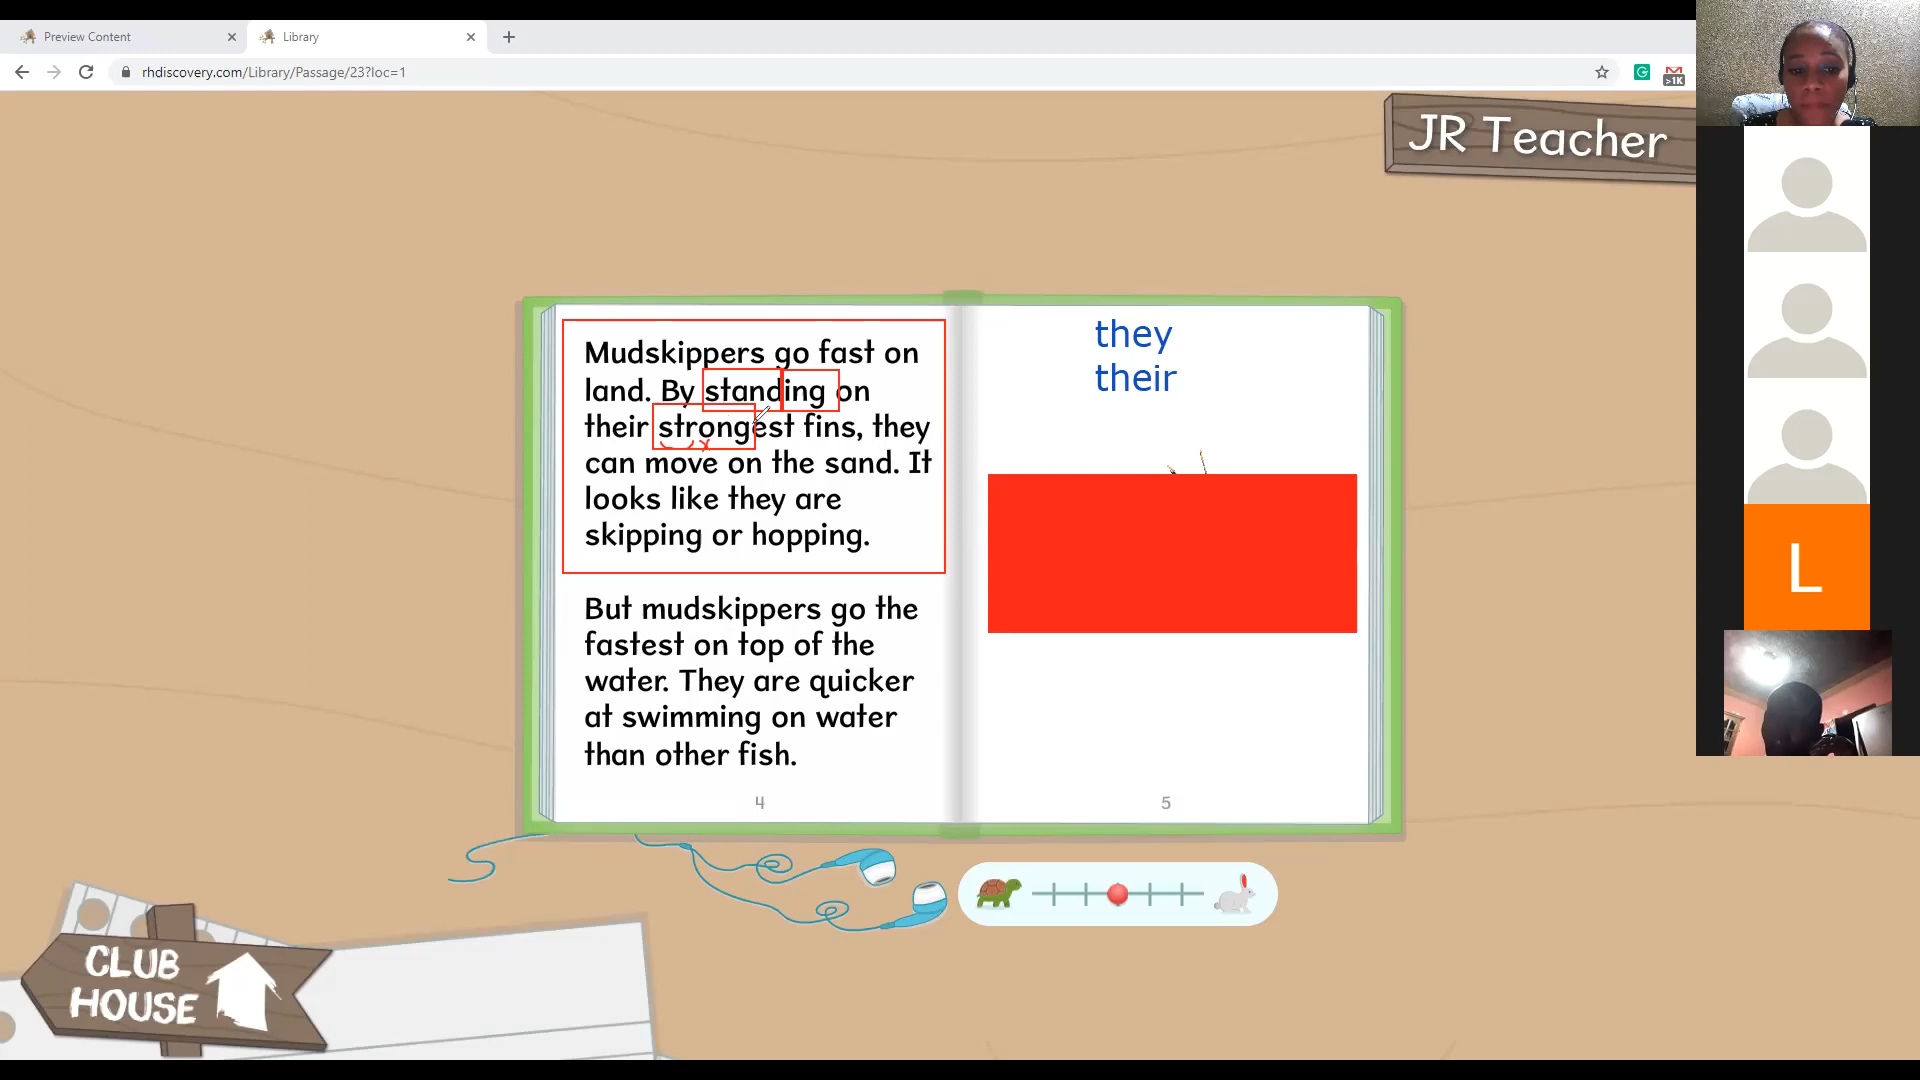 Preview Content
Library
rhdiscovery.com/Library/Passage/23?loc=1
>1K
JR Teacher
Mudskippers go fast on
land. By standing on
their strongest fins, they
can move on the sand. It
looks like they are
skipping or hopping.
But mudskippers go the
fastest on top of the
water. They are quicker
at swimming on water
than other fish.
4
they
their
5
L
CLUB
HOUSE